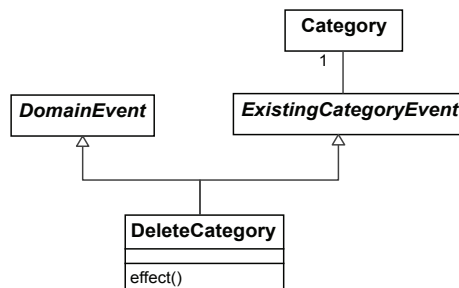 Category
1
DomainEvent
ExistingCategoryEvent
DeleteCategory
effect()